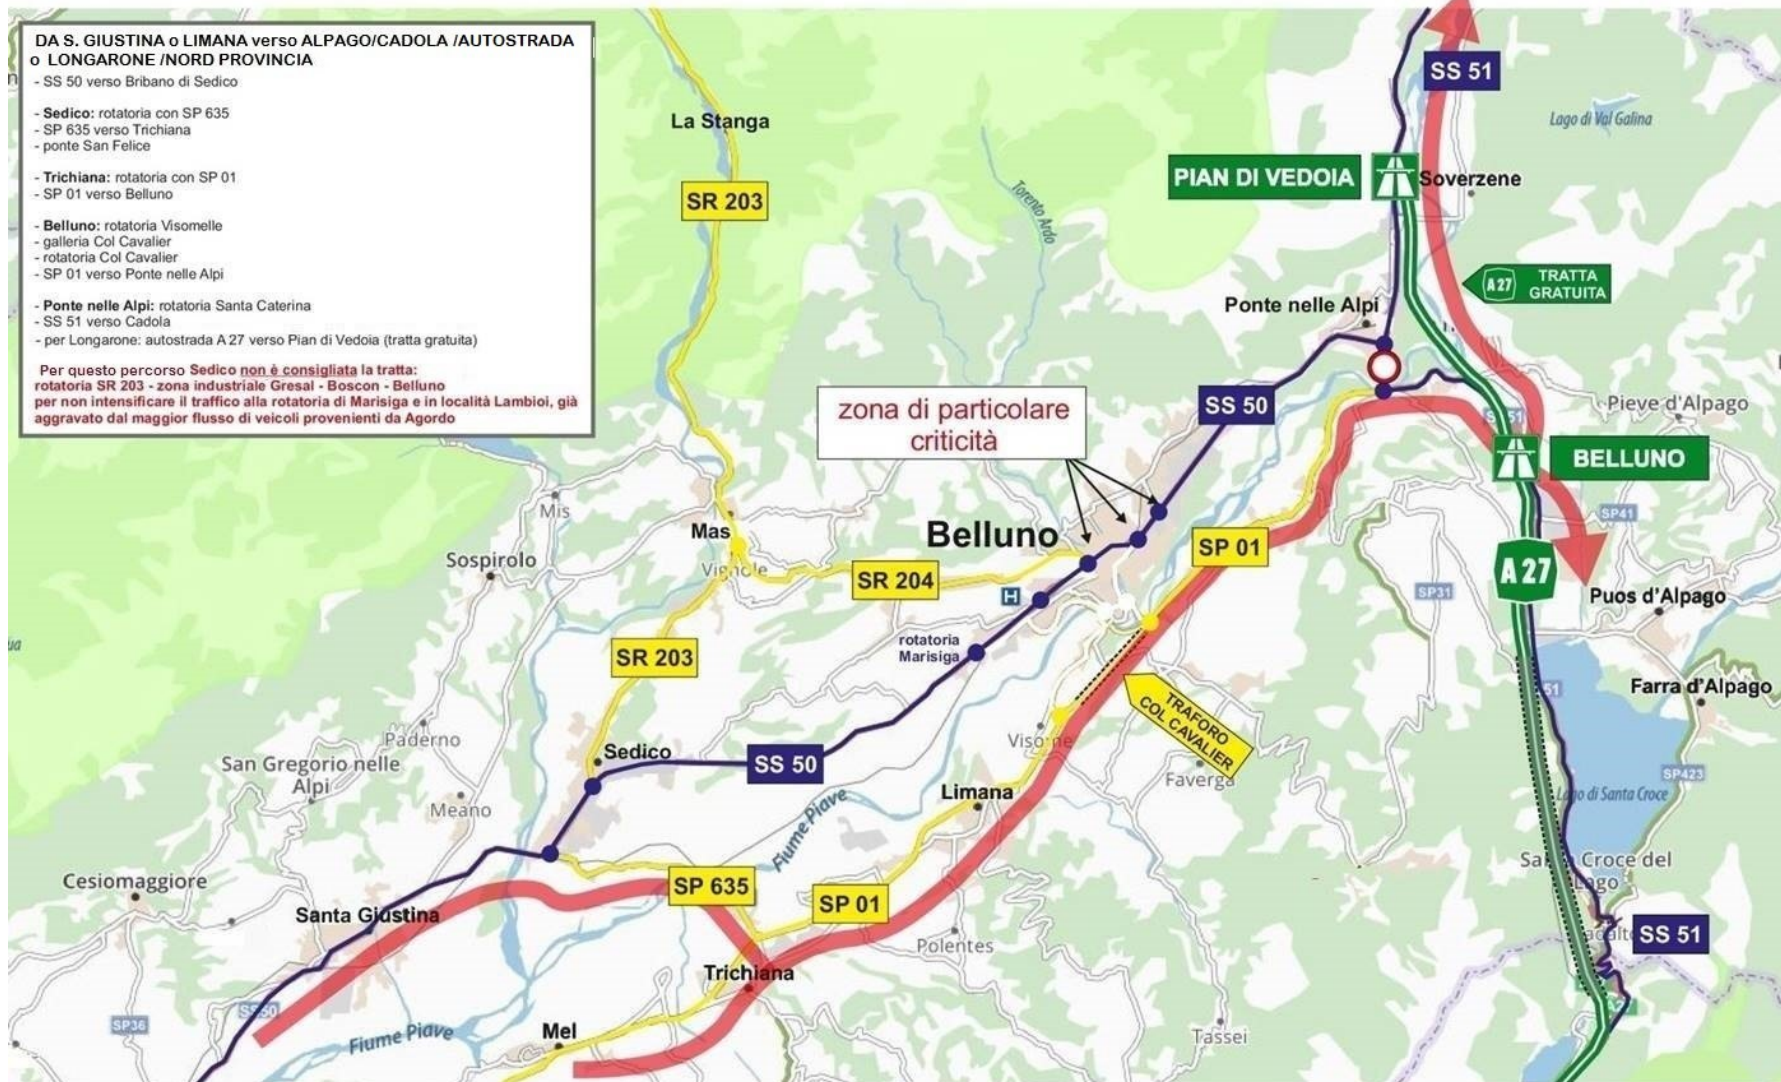 DA S. GIUSTINA o LIMANA verso ALPAGO/CADOLA /AUTOSTRADA
o LONGARONE /NORD PROVINCIA
- SS 50 verso Bribano di Sedico
- Sedico: rotatoria con SP 635
- SP 635 verso Trichiana
- ponte San Felice
- Trichiana: rotatoria con SP 01
- SP 01 verso Belluno
- Belluno: rotatoria Visomelle
- galleria Col Cavalier
- rotatoria Col Cavalier
- SP 01 verso Ponte nelle Alpi
- Ponte nelle Alpi: rotatoria Santa Caterina
- SS 51 verso Cadola
- per Longarone: autostrada A 27 verso Pian di Vedoia (tratta gratuita)
Per questo percorso Sedico non è consigliata la tratta:
rotatoria SR 203 - zona industriale Gresal - Boscon - Belluno
per non intensificare il traffico alla rotatoria di Marisiga e in località Lambioi, già
aggravato dal maggior flusso di veicoli provenienti da Agordo
La Stanga
SR 203
Torento Ardo
SS 51
Lago di Val Galina
PIAN DI VEDOIA
Soverzene
A 27
TRATTA
GRATUITA
Ponte nelle Alpi
zona di particolare
criticità
SS 50
Pieve d'Alpago
BELLUNO
SP41
Mis
Mas
Vignole
Belluno
SP 01
Sospirolo
SR 204
H
A 27
SP31
Puos d'Alpago
rotatoria
Marisiga
SR 203
51
Farra d'Alpago
TRAFORO
COL CAVALIER
Paderno
Sedico
SS 50
Faverga
SP423
San Gregorio nelle
Alpi
Meano
Limana
Lago di Santa Croce
Fiume Piave
Croce del
Lago
Cesiomaggiore
SP 635
SP 01
Santa Giustina
Polentes
SS 51
Trichiana
SS50
SP36
Fiume Piave
Mel
Tassei